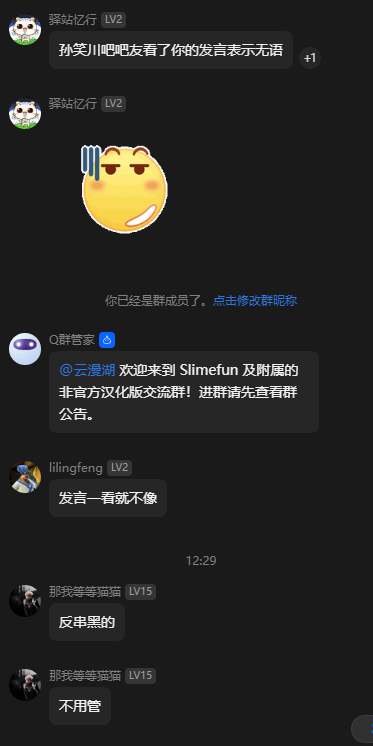 驿站忆行 LV2
孙笑川吧吧友看了你的发言表示无语
+1
驿站忆行 LV2
你已经是群成员了。点击修改群昵称
Q群管家
@云漫湖 欢迎来到 Slimefun 及附属的
非官方汉化版交流群！进群请先查看群
公告。
lilingfeng LV2
发言一看就不像
12:29
那我等等猫猫 LV15
反串黑的
那我等等猫猫 LV15
不用管